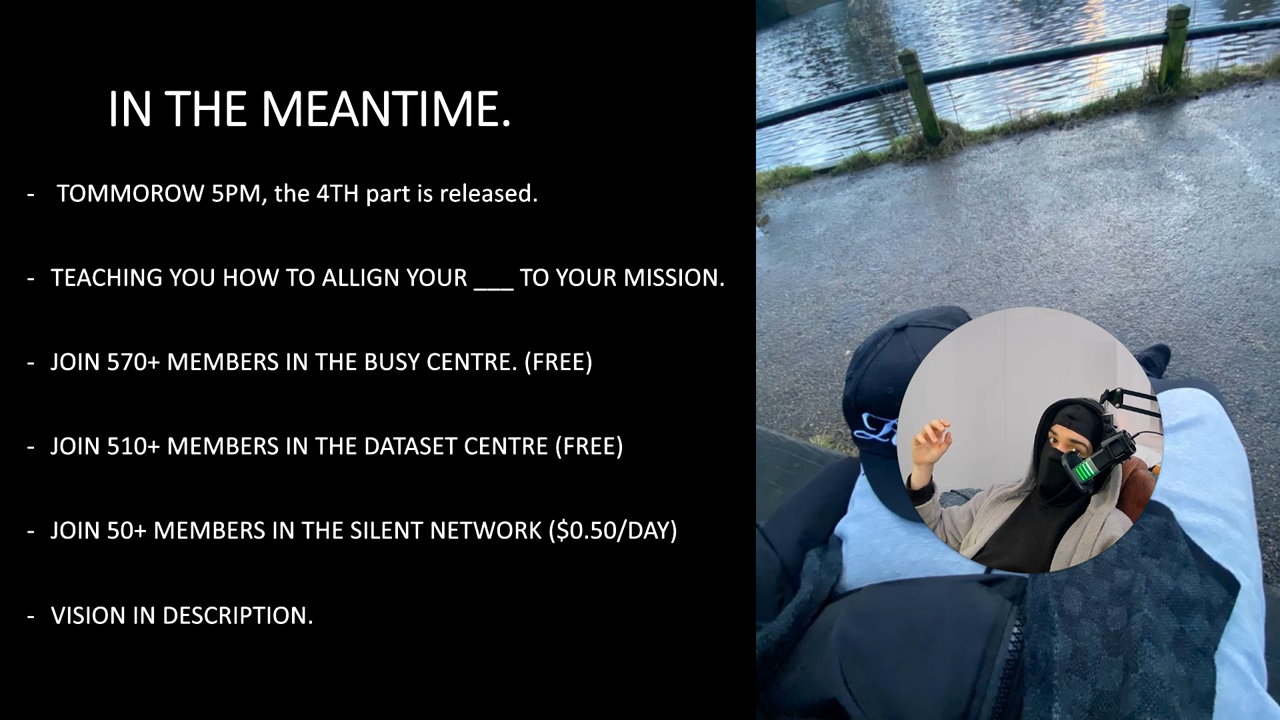 IN THE MEANTIME.
- TOMMOROW 5PM, the 4TH part is released.
- TEACHING YOU HOW TO ALLIGN YOUR ___ TO YOUR MISSION.
- JOIN 570+ MEMBERS IN THE BUSY CENTRE. (FREE)
- JOIN 510+ MEMBERS IN THE DATASET CENTRE (FREE)
- JOIN 50+ MEMBERS IN THE SILENT NETWORK ($0.50/DAY)
- VISION IN DESCRIPTION.